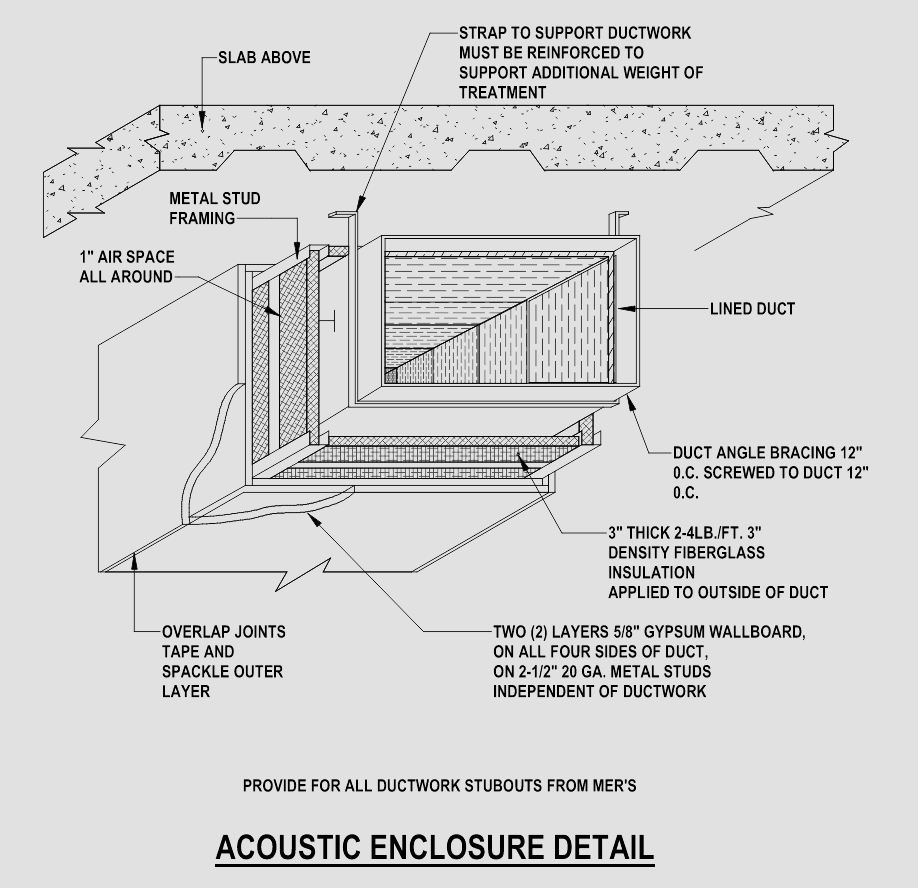 STRAP TO SUPPORT DUCTWORK
MUST BE REINFORCED TO
SUPPORT ADDITIONAL WEIGHT OF
TREATMENT
SLAB ABOVE
METAL STUD
FRAMING
1" AIR SPACE
ALL AROUND
LINED DUCT
DUCT ANGLE BRACING 12"
0.C. SCREWED TO DUCT 12"
0.C.
3" THICK 2-4LB./FT. 3"
DENSITY FIBERGLASS
INSULATION
APPLIED TO OUTSIDE OF DUCT
OVERLAP JOINTS
TAPE AND
SPACKLE OUTER
LAYER
TWO (2) LAYERS 5/8" GYPSUM WALLBOARD,
ON ALL FOUR SIDES OF DUCT,
ON 2-1/2" 20 GA. METAL STUDS
INDEPENDENT OF DUCTWORK
PROVIDE FOR ALL DUCTWORK STUBOUTS FROM MER'S
ACOUSTIC ENCLOSURE DETAIL